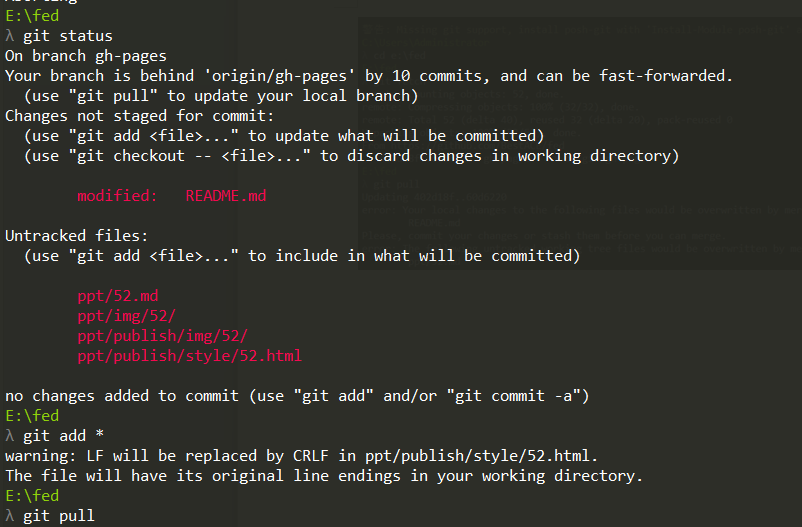 E:\fed
λ git status
On branch gh-pages
Your branch is behind 'origin/gh-pages' by 10 commits, and can be fast-forwarded.
  (use "git pull" to update your local branch)
Changes not staged for commit:
  (use "git add <file>..." to update what will be committed)
  (use "git checkout -- <file>..." to discard changes in working directory)
        modified:   README.md
Untracked files:
  (use "git add <file>..." to include in what will be committed)
        ppt/52.md
        ppt/img/52/
        ppt/publish/img/52/
        ppt/publish/style/52.html
no changes added to commit (use "git add" and/or "git commit -a")
E:\fed
λ git add *
warning: LF will be replaced by CRLF in ppt/publish/style/52.html.
The file will have its original line endings in your working directory.
E:\fed
λ git pull